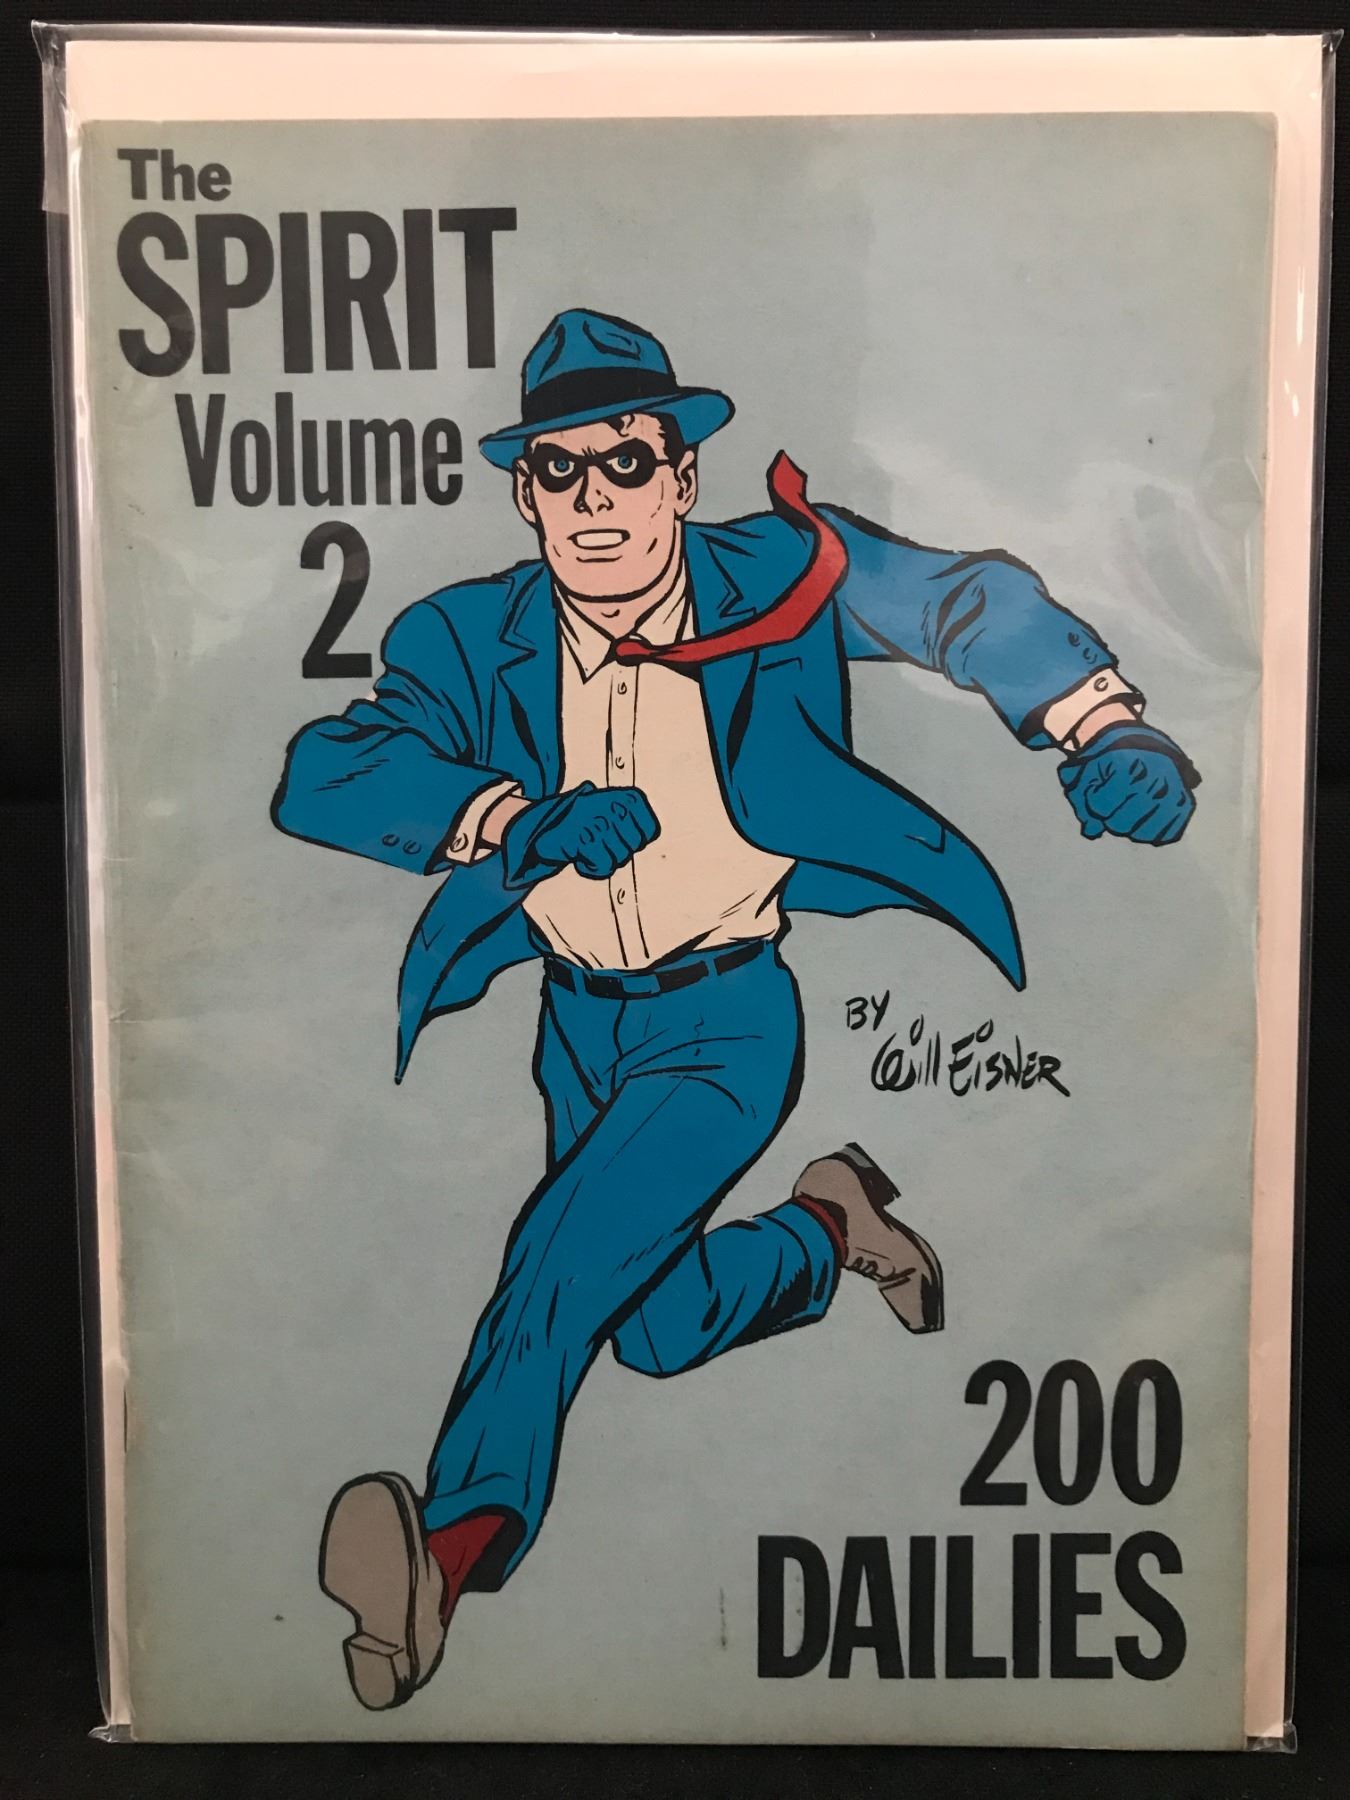 The
SPIRIT
Volume
2
BY
Will EISNER
200
DAILIES